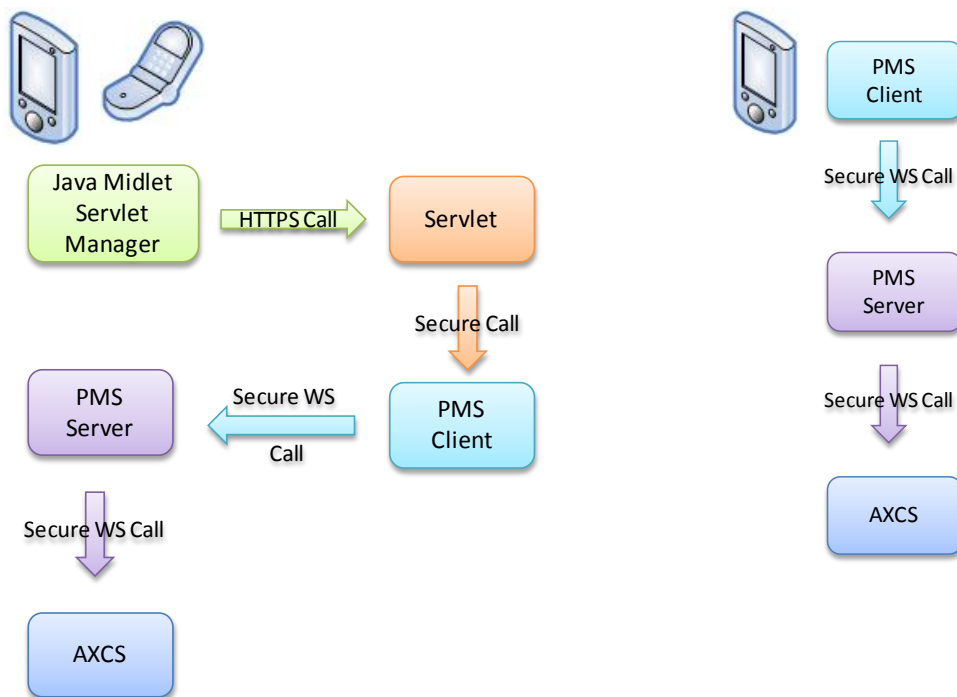 Java Midlet
Servlet
Manager
HTTPS Call
Servlet
Secure Call
PMS
Client
Secure WS
Call
PMS
Server
Secure WS Call
AXCS
PMS
Client
Secure WS Call
PMS
Server
Secure WS Call
AXCS